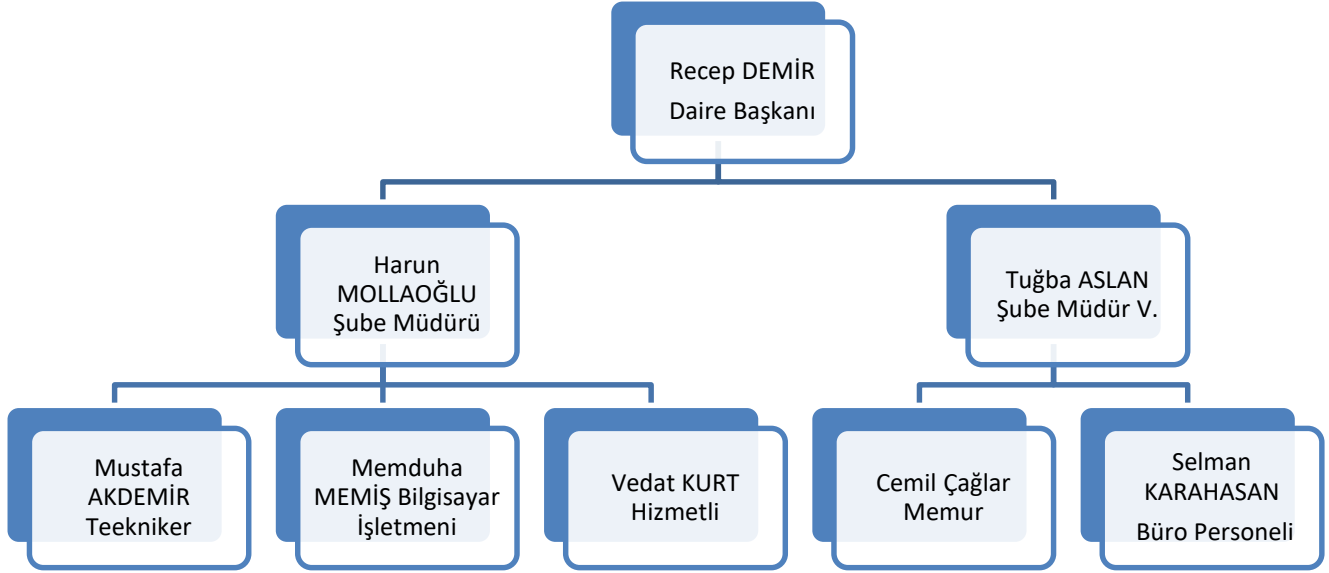 Recep DEMİR
Daire Başkanı
Harun
MOLLAOĞLU
Şube Müdürü
Tuğba ASLAN
Şube Müdür V.
Mustafa
AKDEMİR
Teekniker
Memduha
MEMİŞ Bilgisayar
İşletmeni
Vedat KURT
Hizmetli
Cemil Çağlar
Memur
Selman
KARAHASAN
Büro Personeli